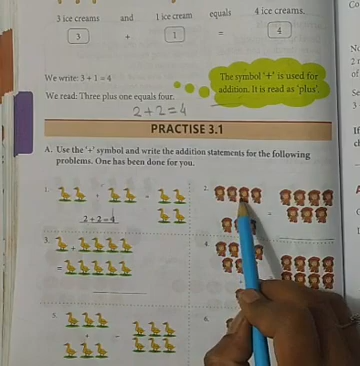 3 ice creams and 1 ice cream equals 4 ice creams.
3 + 1 = 4
We write: 3 + 1 = 4
We read: Three plus one equals four.
The symbol '+' is used for
addition. It is read as 'plus'.
2+2=4
PRACTISE 3.1
A. Use the '+' symbol and write the addition statements for the following
problems. One has been done for you.
1. + =
2+2=4
2. =
3. +
=
4.
5. =
6.